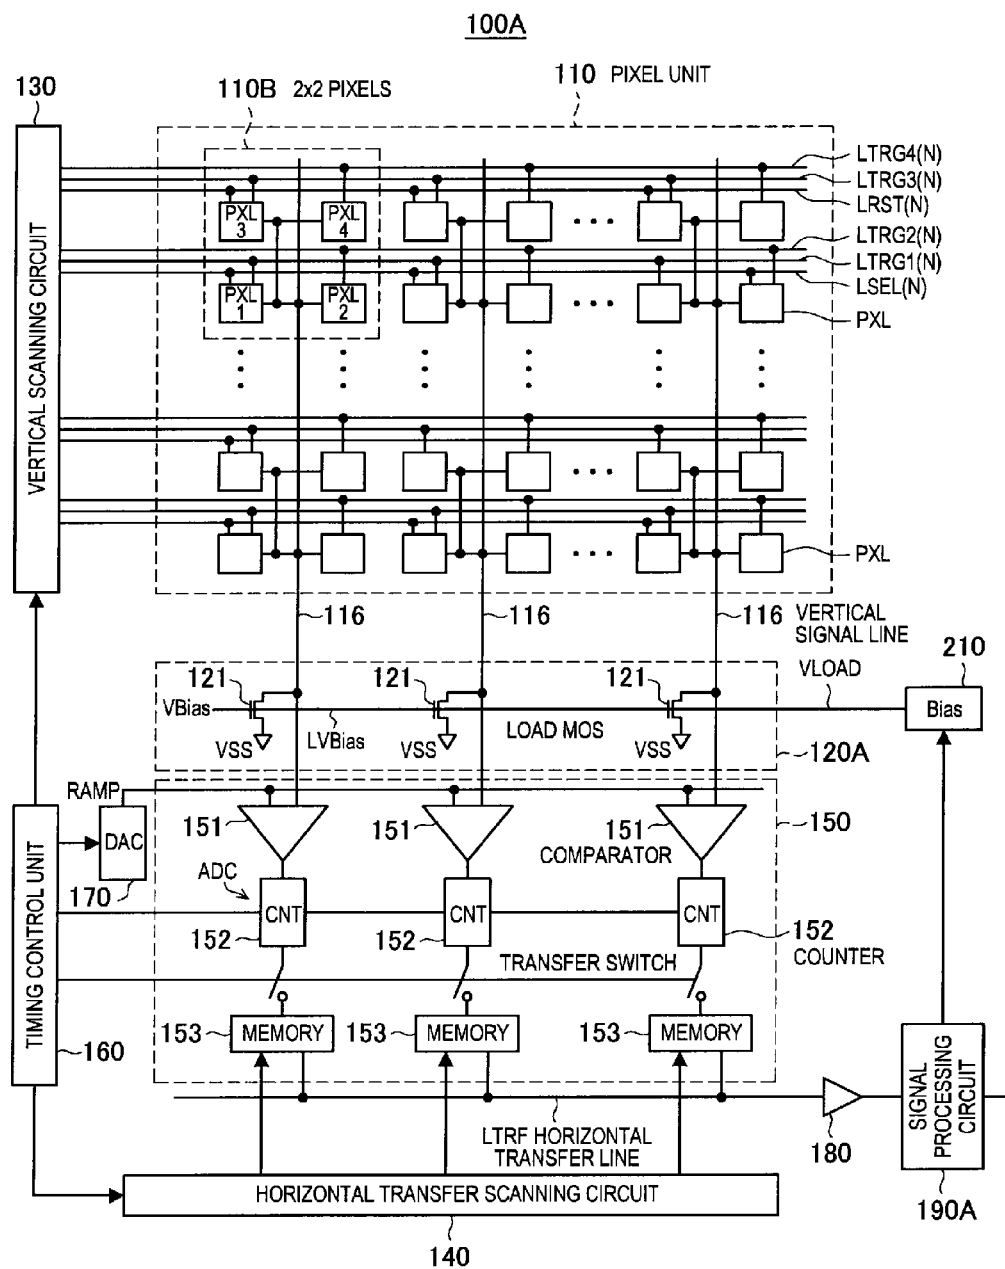 100A
130
110B 2x2 PIXELS
110 PIXEL UNIT
LTRG4(N)
LTRG3(N)
LRST(N)
PXL
3
PXL
4
LTRG2(N)
LTRG1(N)
LSEL(N)
PXL
1
PXL
2
PXL
VERTICAL SCANNING CIRCUIT
PXL
116
116
116
VERTICAL
SIGNAL LINE
210
121
121
121
VLOAD
VBias
LVBias
LOAD MOS
Bias
VSS
VSS
VSS
120A
RAMP
DAC
170
151
151
151
150
COMPARATOR
ADC
CNT
CNT
CNT
152
152
152
COUNTER
TIMING CONTROL UNIT
160
TRANSFER SWITCH
153
MEMORY
153
MEMORY
153
MEMORY
SIGNAL
PROCESSING
CIRCUIT
LTRF HORIZONTAL
TRANSFER LINE
180
190A
HORIZONTAL TRANSFER SCANNING CIRCUIT
140